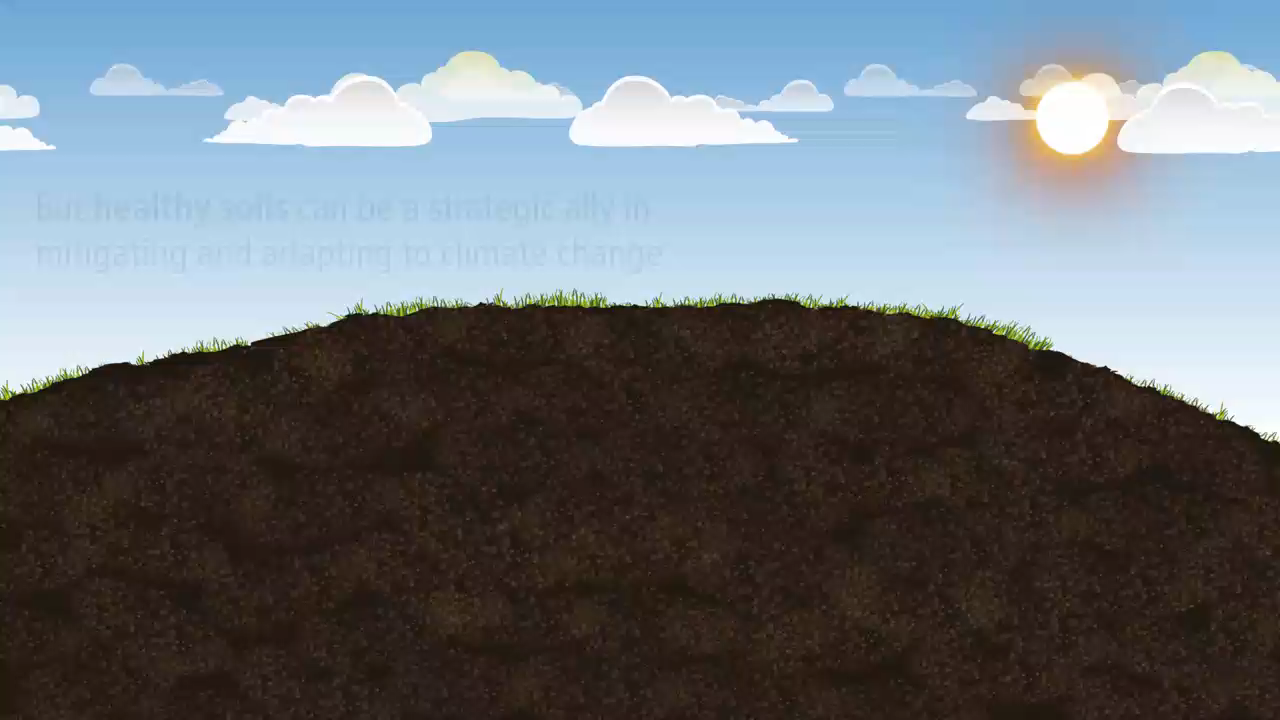 But healthy soils can be a strategic ally in
mitigating and adapting to climate change